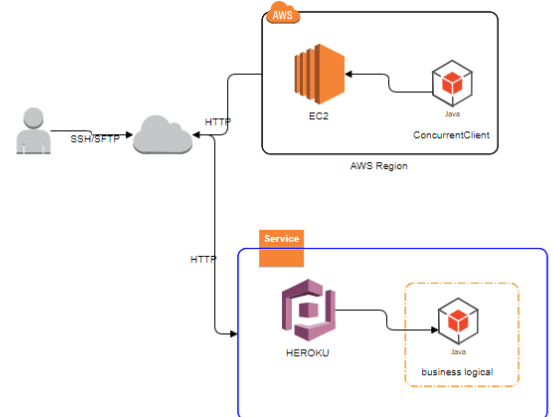 AWS
EC2
Java
ConcurrentClient
HTTP
SSH/SFTP
AWS Region
Service
HTTP
HEROKU
Java
business logical